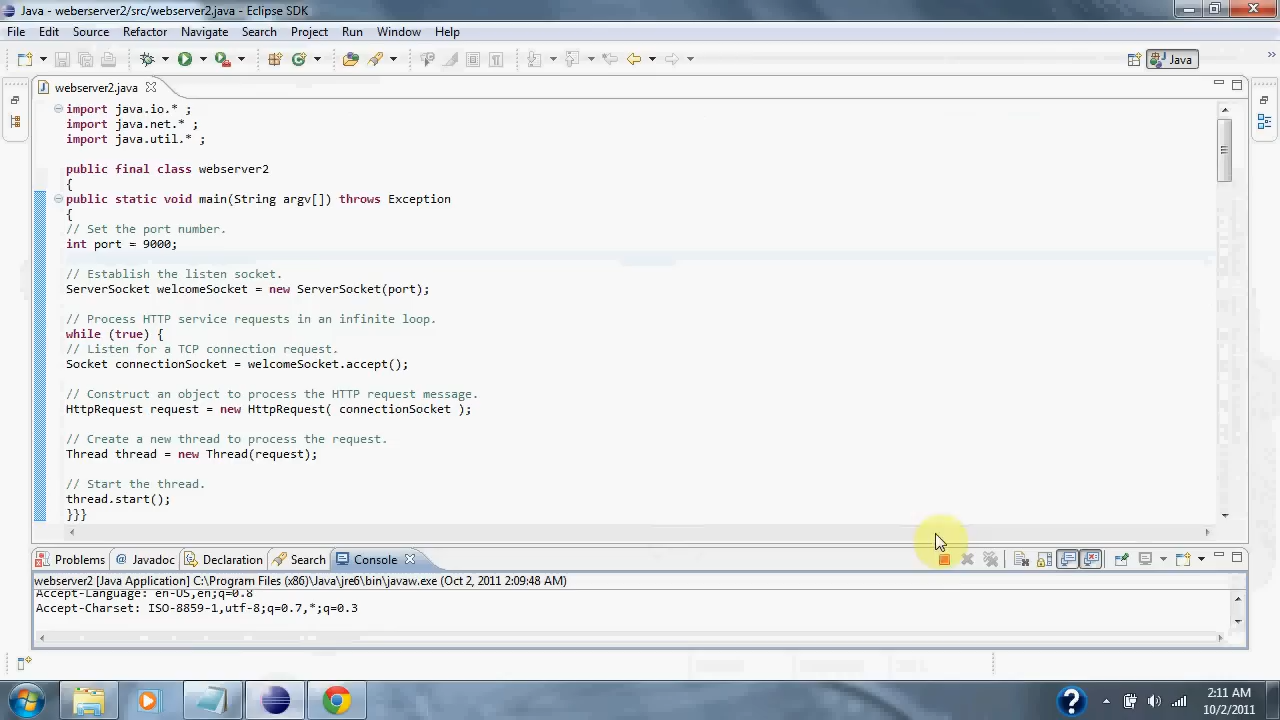 Java - weberserver2/src/webserver2.java - Eclipse SDK
File Edit Source Refactor Navigate Search Project Run Window Help
Java
webserver2.java
import java.io.* ;
import java.net.* ;
import java.util.* ;
public final class webserver2
{
public static void main(String argv[]) throws Exception
{
// Set the port number.
int port = 9000;
// Establish the listen socket.
ServerSocket welcomeSocket = new ServerSocket(port);
// Process HTTP service requests in an infinite loop.
while (true) {
// Listen for a TCP connection request.
Socket connectionSocket = welcomeSocket.accept();
// Construct an object to process the HTTP request message.
HttpRequest request = new HttpRequest( connectionSocket );
// Create a new thread to process the request.
Thread thread = new Thread(request);
// Start the thread.
thread.start();
}}}
Problems @ Javadoc Declaration Search Console
webserver2 [Java Application] C:\Program Files (x86)\Java\jre6\bin\javaw.exe (Oct 2, 2011 2:09:48 AM)
Accept-Language: en-US,en;q=0.8
Accept-Charset: ISO-8859-1,utf-8;q=0.7,*;q=0.3
2:11 AM
10/2/2011